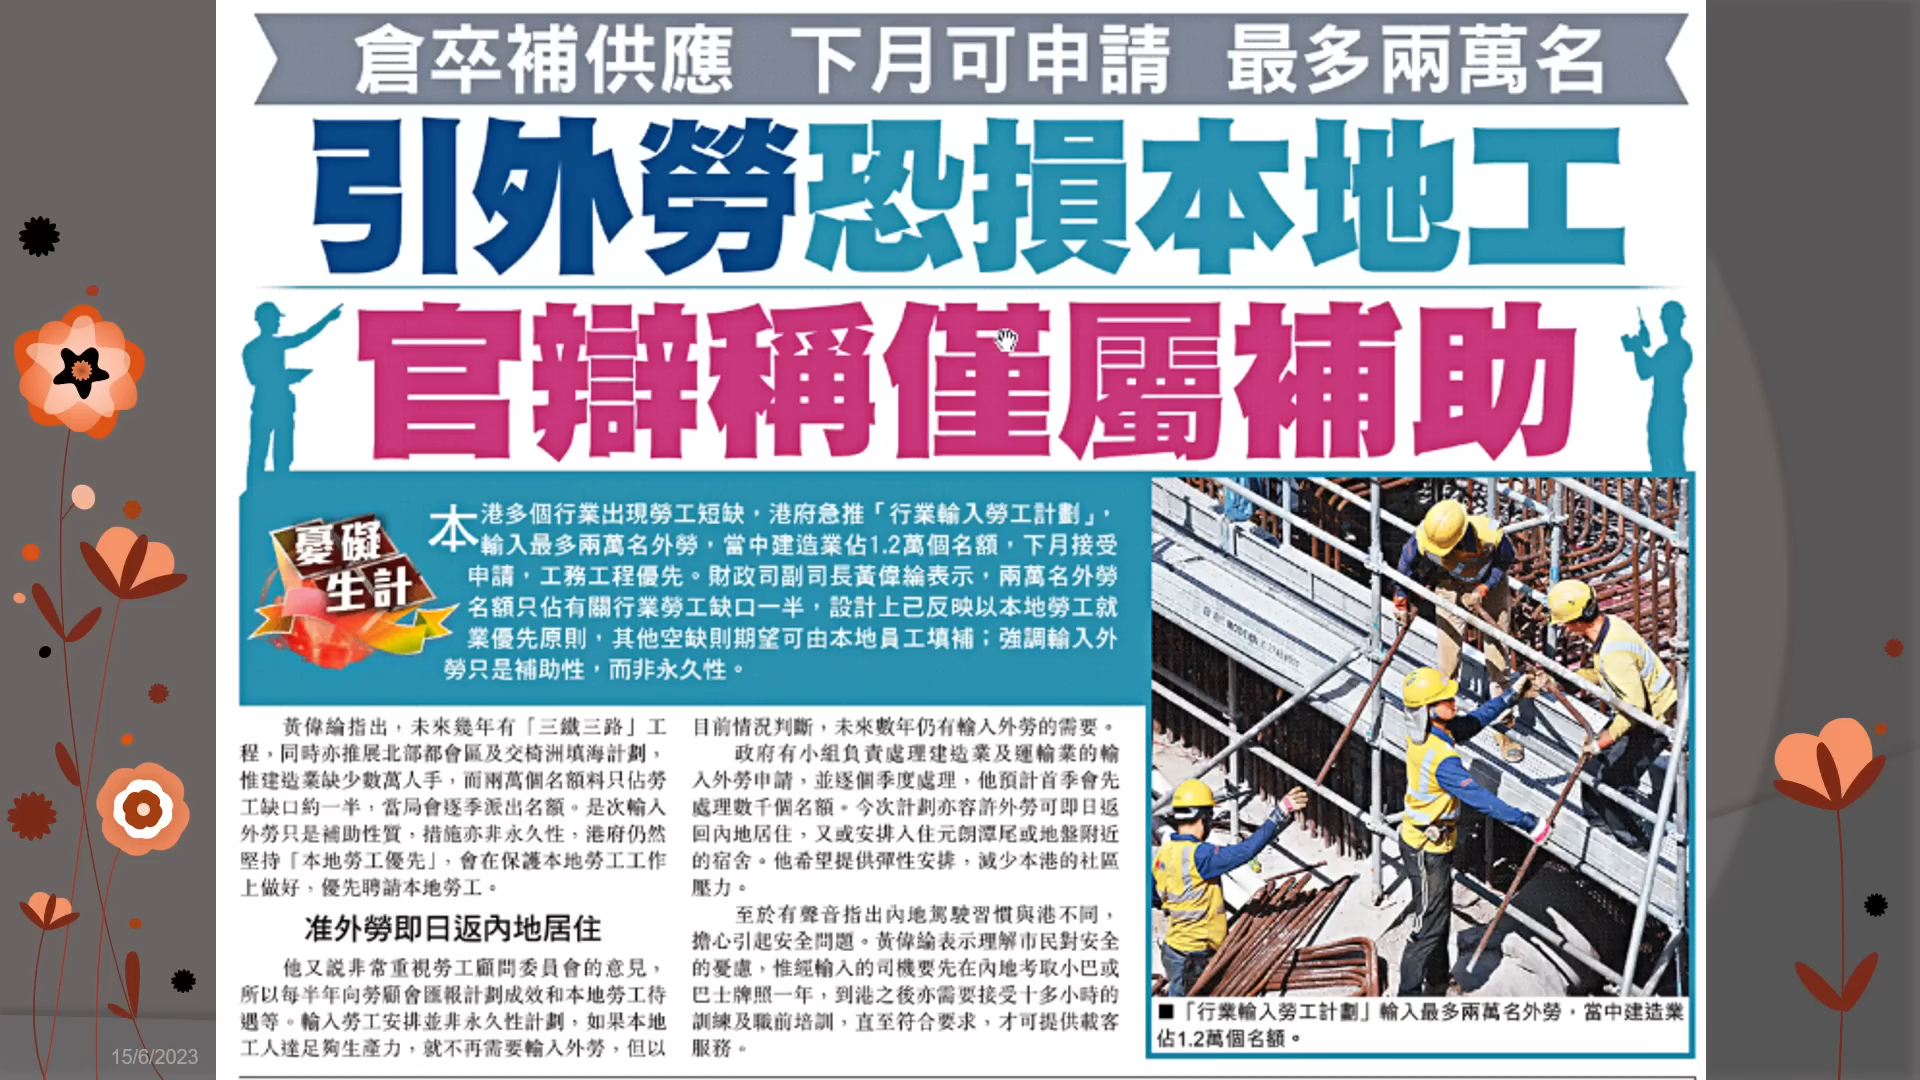 倉卒補供應 下月可申請 最多兩萬名
引外勞恐損本地工
官辯稱僅屬補助
憂礙
生計
本港多個行業出現勞工短缺，港府急推「行業輸入勞工計劃」，
輸入最多兩萬名外勞，當中建造業佔1.2萬個名額，下月接受
申請，工務工程優先。財政司副司長黃偉綸表示，兩萬名外勞
名額只佔有關行業勞工缺口一半，設計上已反映以本地勞工就
業優先原則，其他空缺則期望可由本地員工填補；強調輸入外
勞只是補助性，而非永久性。
黃偉綸指出，未來幾年有「三鐵三路」工
程，同時亦推展北部都會區及交椅洲填海計劃，
惟建造業缺少數萬人手，而兩萬個名額料只佔勞
工缺口約一半，當局會逐季派出名額。是次輸入
外勞只是補助性質，措施亦非永久性，港府仍然
堅持「本地勞工優先」，會在保護本地勞工工作
上做好，優先聘請本地勞工。
准外勞即日返內地居住
他又說非常重視勞工顧問委員會的意見，
所以每半年向勞顧會匯報計劃成效和本地勞工待
遇等。輸入勞工安排並非永久性計劃，如果本地
工人達足夠生產力，就不再需要輸入外勞，但以
目前情況判斷，未來數年仍有輸入外勞的需要。
政府有小組負責處理建造業及運輸業的輸
入外勞申請，並逐個季度處理，他預計首季會先
處理數千個名額。今次計劃亦容許外勞可即日返
回內地居住，又或安排入住元朗潭尾或地盤附近
的宿舍。他希望提供彈性安排，減少本港的社區
壓力。
至於有聲音指出內地駕駛習慣與港不同，
擔心引起安全問題。黃偉綸表示理解市民對安全
的憂慮，惟經輸入的司機要先在內地考取小巴或
巴士牌照一年，到港之後亦需要接受十多小時的
訓練及職前培訓，直至符合要求，才可提供載客
服務。
■「行業輸入勞工計劃」輸入最多兩萬名外勞，當中建造業
佔1.2萬個名額。
15/6/2023